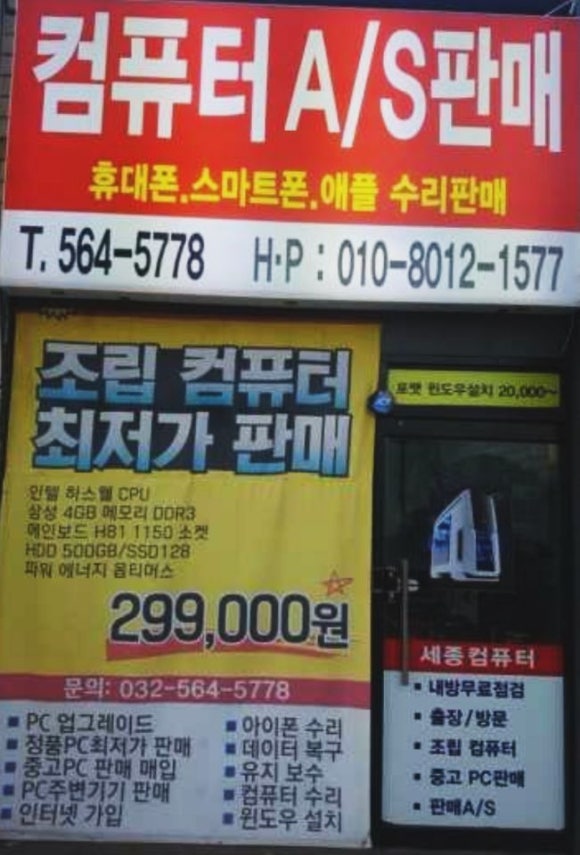 컴퓨터 A/S판매
휴대폰.스마트폰.애플 수리판매
T. 564-5778 H·P : 010-8012-1577
조립 컴퓨터
최저가 판매
인텔 하스웰 CPU
삼성 4GB 메모리 DDR3
메인보드 H81 1150 소켓
HDD 500GB/SSD128
파워 에너지 옵티머스
299,000원
문의: 032-564-5778
■ PC 업그레이드
■ 정품PC최저가 판매
■ 중고PC 판매 매입
■ PC주변기기 판매
■ 인터넷 가입
■ 아이폰 수리
■ 데이터 복구
■ 유지 보수
■ 컴퓨터 수리
■ 윈도우 설치
포맷 윈도우설치 20,000~
세종컴퓨터
▪ 내방무료점검
▪ 출장/방문
▪ 조립 컴퓨터
▪ 중고 PC판매
▪ 판매A/S